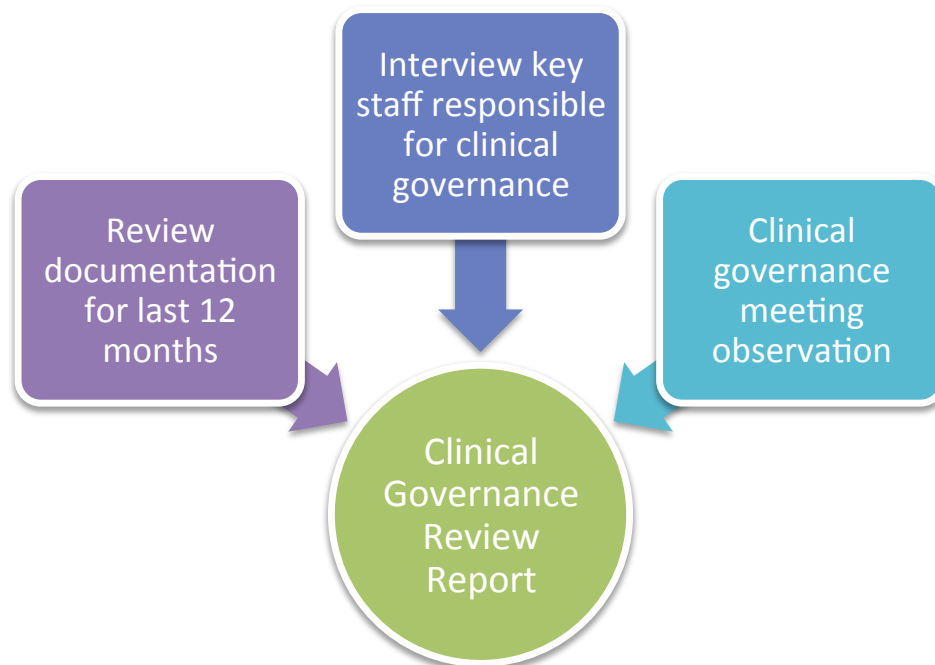 Interview key
staff responsible
for clinical
governance
Review
documentation
for last 12
months
Clinical
governance
meeting
observation
Clinical
Governance
Review
Report